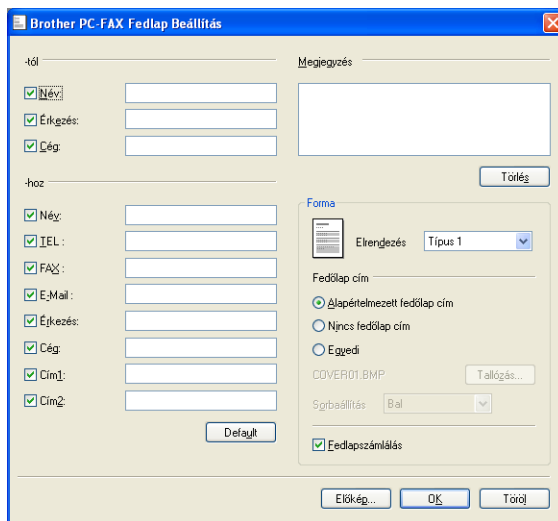 Brother PC-FAX Fedlap Beállítás
-tól
Név:
Érkezés:
Cég:
-hoz
Név:
TEL :
FAX :
E-Mail :
Érkezés:
Cég:
Cím1:
Cím2:
Default
Megjegyzés
Törlés
Forma
Elrendezés
Típus 1
Fedőlap cím
Alapértelmezett fedőlap cím
Nincs fedőlap cím
Egyedi
COVER01.BMP
Tallózás...
Sorbaállítás
Bal
Fedlapszámlálás
Előkép...
OK
Töröl